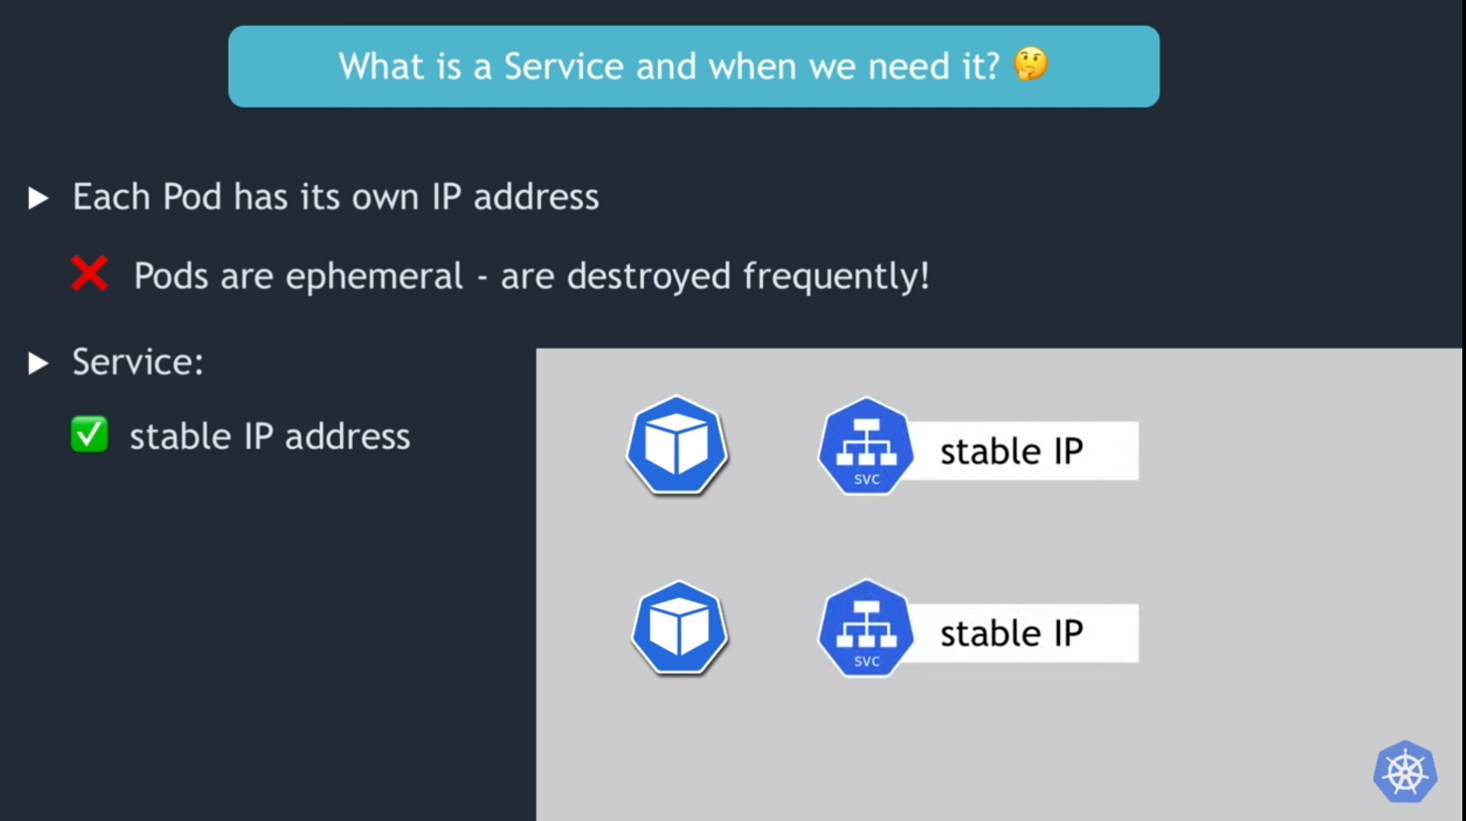 What is a Service and when we need it? 🤔
Each Pod has its own IP address
Pods are ephemeral - are destroyed frequently!
Service:
stable IP address
stable IP
svc
stable IP
svc